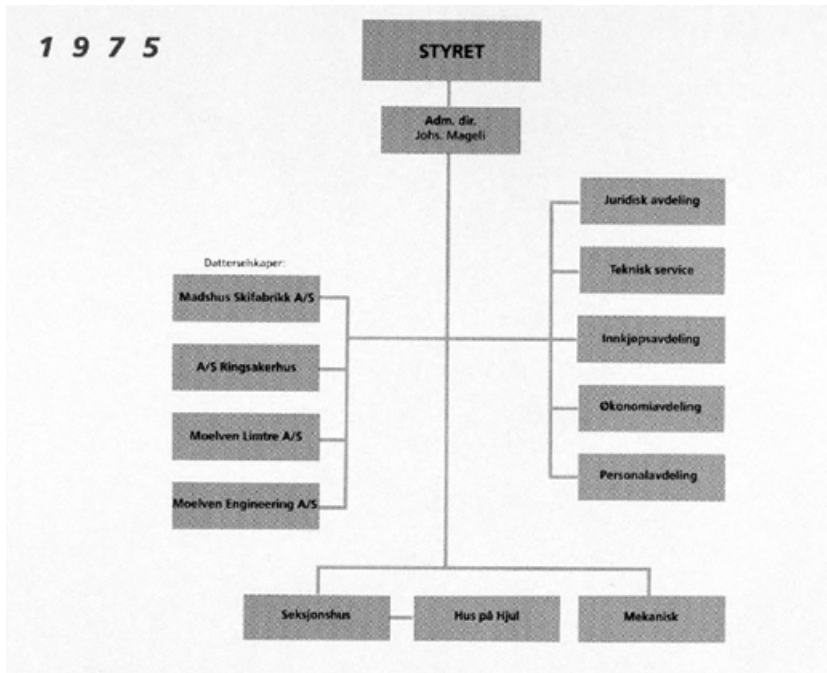 1 9 7 5
STYRET
Adm. dir.
Johs. Mageli
Juridisk avdeling
Teknisk service
Innkjøpsavdeling
Økonomiavdeling
Personalavdeling
Datterselskaper:
Madshus Skifabrikk A/S
A/S Ringsakerhus
Moelven Limtre A/S
Moelven Engineering A/S
Seksjonshus
Hus på Hjul
Mekanisk